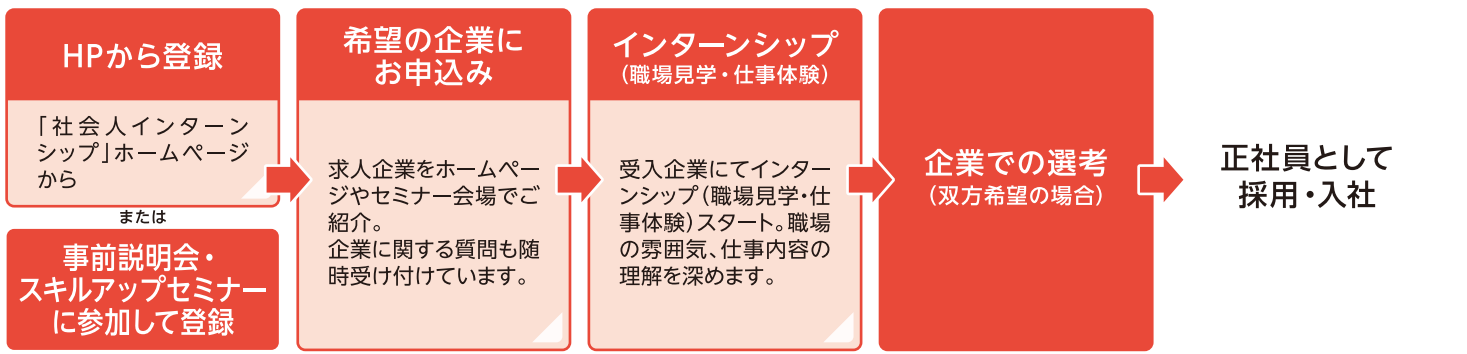 HPから登録
「社会人インターン
シップ」ホームページ
から
または
事前説明会・
スキルアップセミナー
に参加して登録
希望の企業に
お申込み
求人企業をホームペー
ジやセミナー会場でご
紹介。
企業に関する質問も随
時受け付けています。
インターンシップ
（職場見学・仕事体験）
受入企業にてインター
ンシップ（職場見学・仕
事体験）スタート。職場
の雰囲気、仕事内容の
理解を深めます。
企業での選考
（双方希望の場合）
正社員として
採用・入社